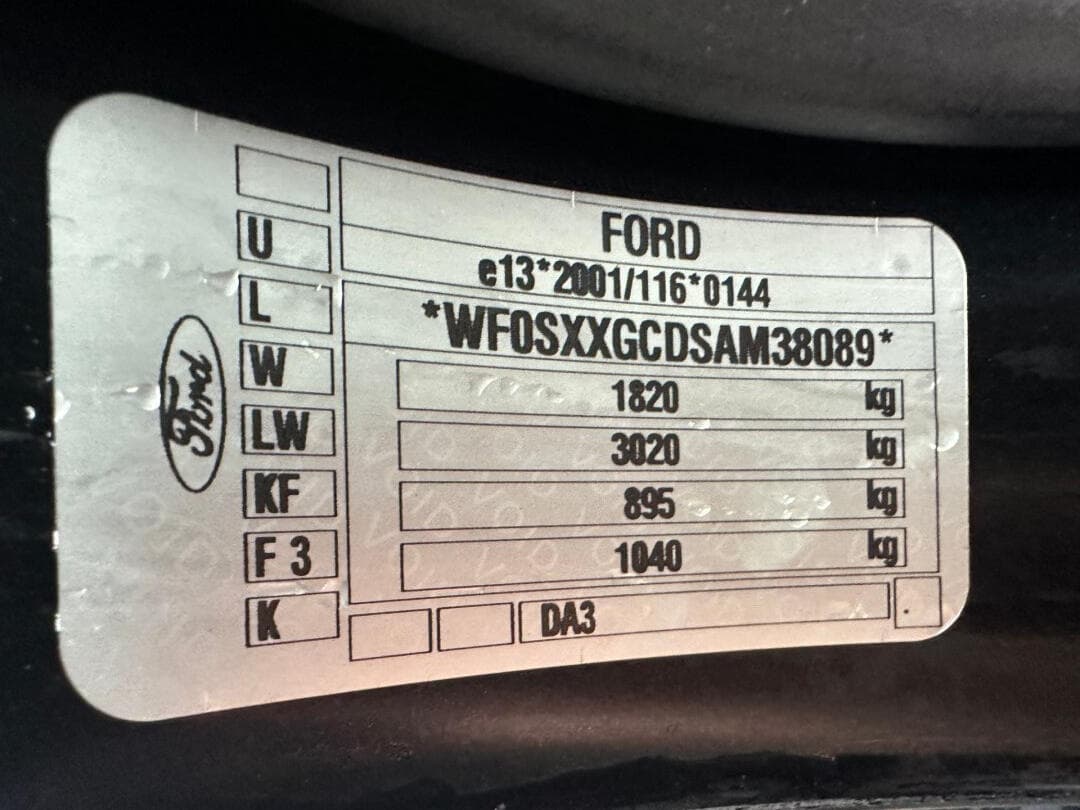 FORD
e13*2001/116*0144
*WF0SXXGCDSAM38089*
1820 kg
3020 kg
895 kg
1040 kg
DA3
U
L
W
LW
KF
F 3
K
Ford